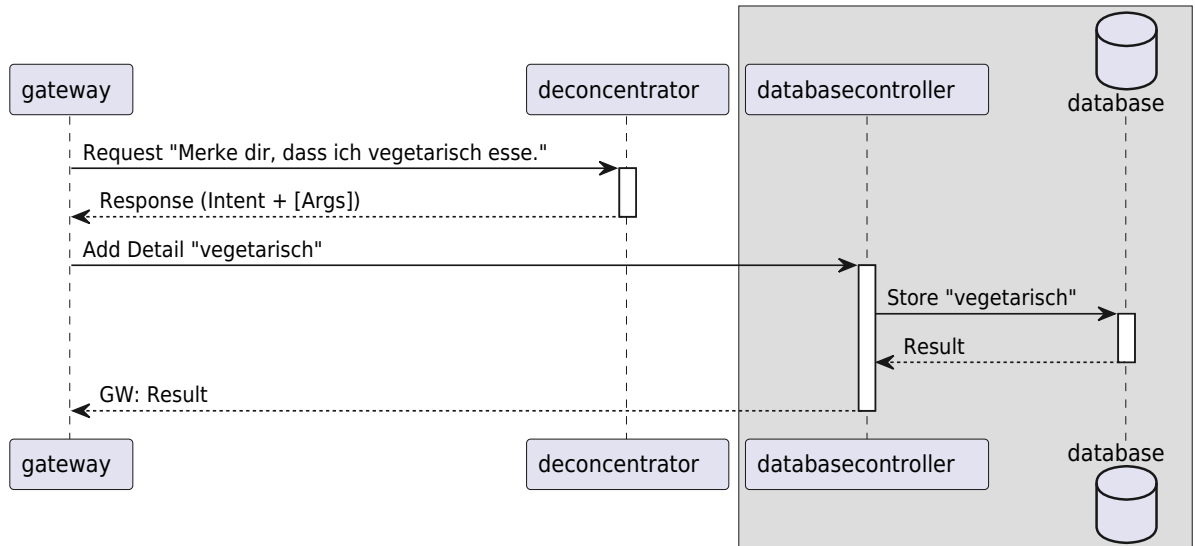 database
gateway
deconcentrator
databasecontroller
Request "Merke dir, dass ich vegetarisch esse."
Response (Intent + [Args])
Add Detail "vegetarisch"
Store "vegetarisch"
Result
GW: Result
gateway
deconcentrator
databasecontroller
database